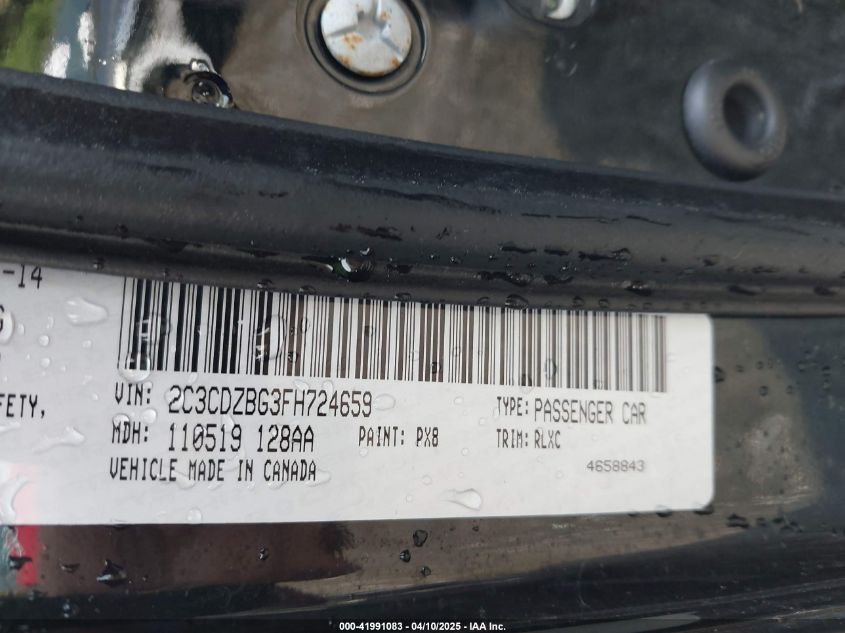 -14
FETY,
VIN: 2C3CDZBG3FH724659 TYPE: PASSENGER CAR
MDH: 110519 128AA PAINT: PX8 TRIM: RLXC
VEHICLE MADE IN CANADA 4658843
000-41991083 - 04/10/2025 - IAA Inc.